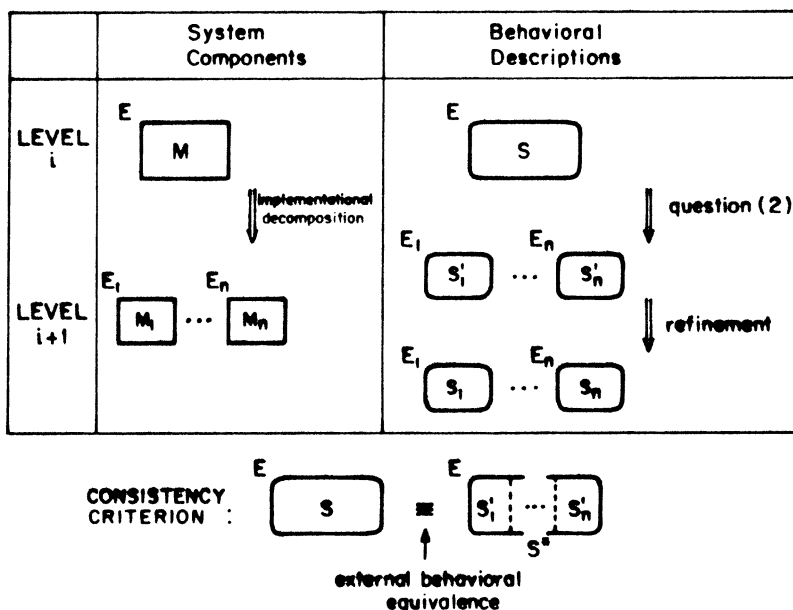 System
Components
Behavioral
Descriptions
LEVEL
i
E
M
E
S
Implementational
decomposition
question (2)
LEVEL
i+1
E₁ Eₙ
M₁ ··· Mₙ
E₁ Eₙ
S'₁ ··· S'ₙ
refinement
E₁ Eₙ
S₁ ··· Sₙ
CONSISTENCY
CRITERION :
E
S
≡
E
S'₁ ··· S'ₙ
S*
external behavioral
equivalence